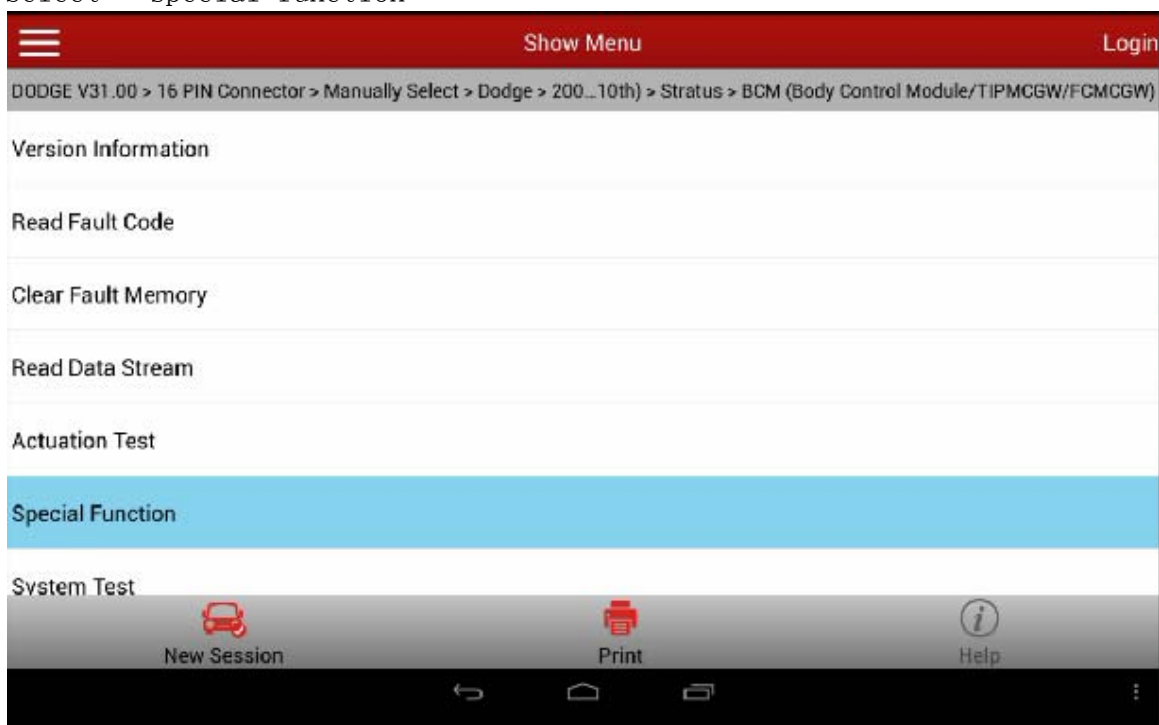 Show Menu
Login
DODGE V31.00 > 16 PIN Connector > Manually Select > Dodge > 200...10th) > Stratus > BCM (Body Control Module/TIPMCGW/FCMCGW)
Version Information
Read Fault Code
Clear Fault Memory
Read Data Stream
Actuation Test
Special Function
System Test
New Session
Print
Help